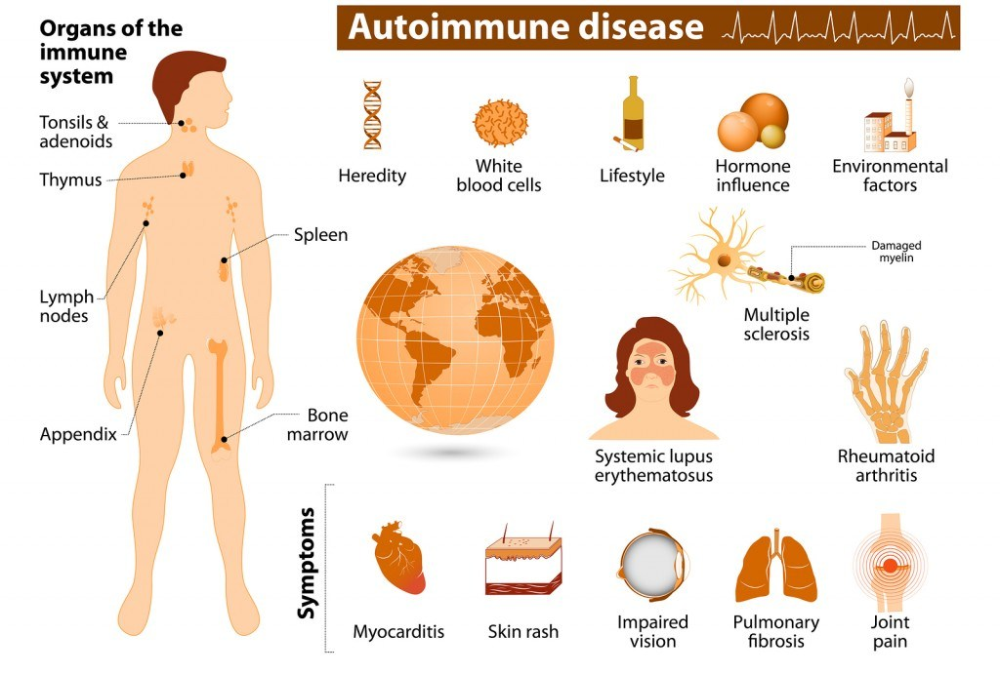 Organs of the
immune
system
Tonsils &
adenoids
Thymus
Spleen
Lymph
nodes
Appendix
Bone
marrow
Autoimmune disease
Heredity
White
blood cells
Lifestyle
Hormone
influence
Environmental
factors
Damaged
myelin
Multiple
sclerosis
Systemic lupus
erythematosus
Rheumatoid
arthritis
Symptoms
Myocarditis
Skin rash
Impaired
vision
Pulmonary
fibrosis
Joint
pain